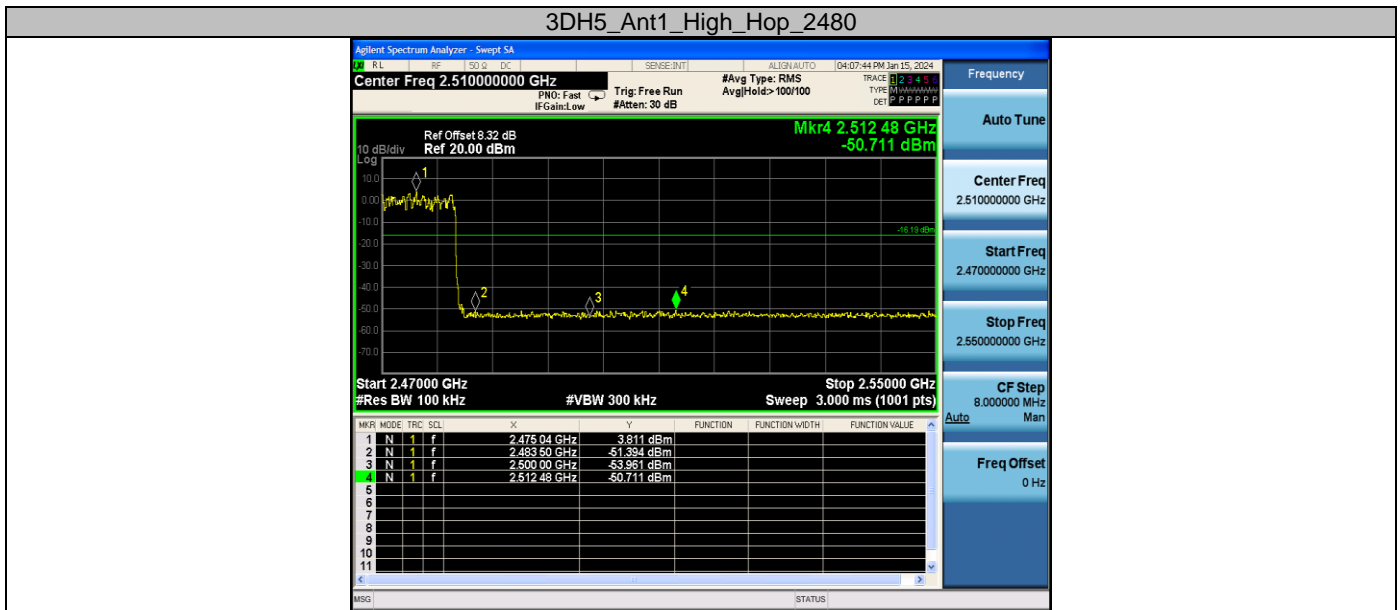 3DH5_Ant1_High_Hop_2480
Agilent Spectrum Analyzer - Swept SA
RL RF 50 Ω DC SENSE:INT ALIGN AUTO 04:07:44 PM Jan 15, 2024
Center Freq 2.510000000 GHz
PNO: Fast
IFGain:Low
Trig: Free Run
#Atten: 30 dB
#Avg Type: RMS
Avg|Hold:>100/100
TRACE 1 2 3 4 5 6
TYPE M
DET P P P P P P
Frequency
Auto Tune
Center Freq
2.510000000 GHz
Start Freq
2.470000000 GHz
Stop Freq
2.550000000 GHz
CF Step
8.000000 MHz
Auto Man
Freq Offset
0 Hz
Mkr4 2.512 48 GHz
-50.711 dBm
Ref Offset 8.32 dB
10 dB/div Ref 20.00 dBm
Log
10.0
0.00
-10.0
-20.0
-30.0
-40.0
-50.0
-60.0
-70.0
1
2
3
4
-16.19 dBm
Start 2.47000 GHz Stop 2.55000 GHz
#Res BW 100 kHz #VBW 300 kHz Sweep 3.000 ms (1001 pts)
MKR MODE TRC SCL X Y FUNCTION FUNCTION WIDTH FUNCTION VALUE
1 N 1 f 2.475 04 GHz 3.811 dBm
2 N 1 f 2.483 50 GHz -51.394 dBm
3 N 1 f 2.500 00 GHz -53.961 dBm
4 N 1 f 2.512 48 GHz -50.711 dBm
5
6
7
8
9
10
11
MSG STATUS